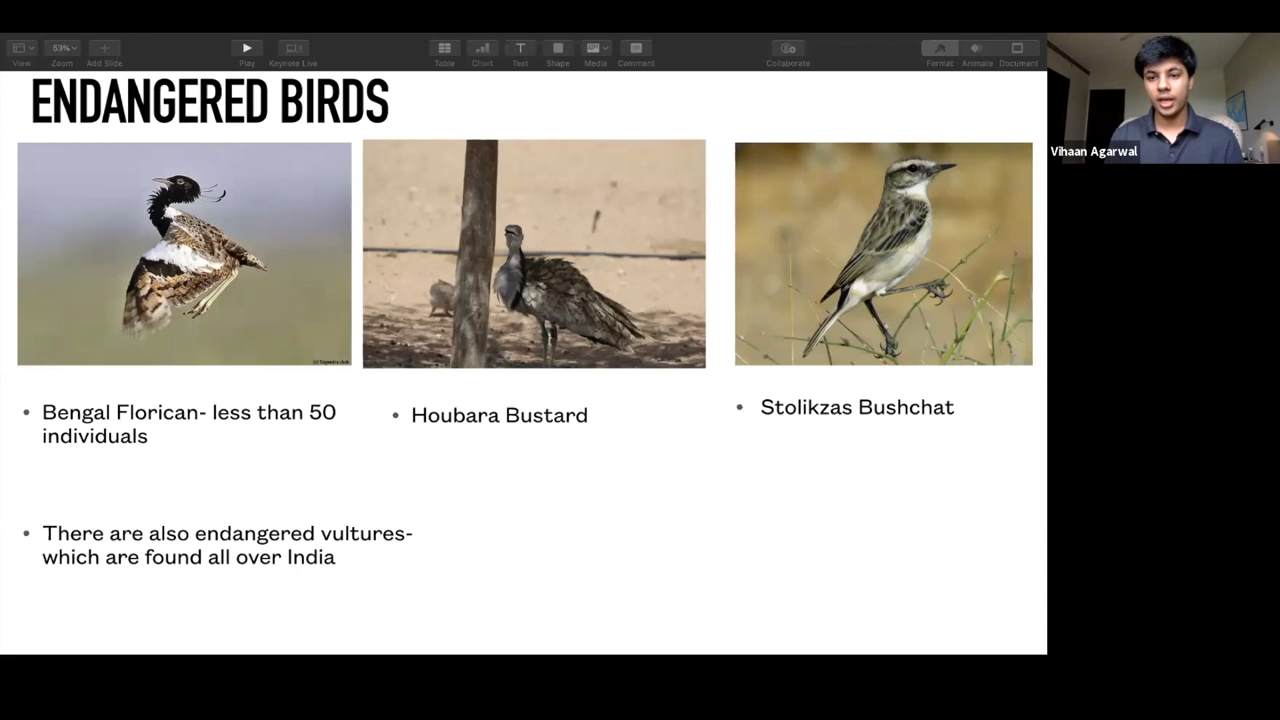 View
53%
Zoom
Add Slide
Play
Keynote Live
Table
Chart
Text
Shape
Media
Comment
Collaborate
Format
Animate
Document
ENDANGERED BIRDS
Vihaan Agarwal
• Bengal Florican- less than 50
individuals
• Houbara Bustard
• Stolikzas Bushchat
• There are also endangered vultures-
which are found all over India